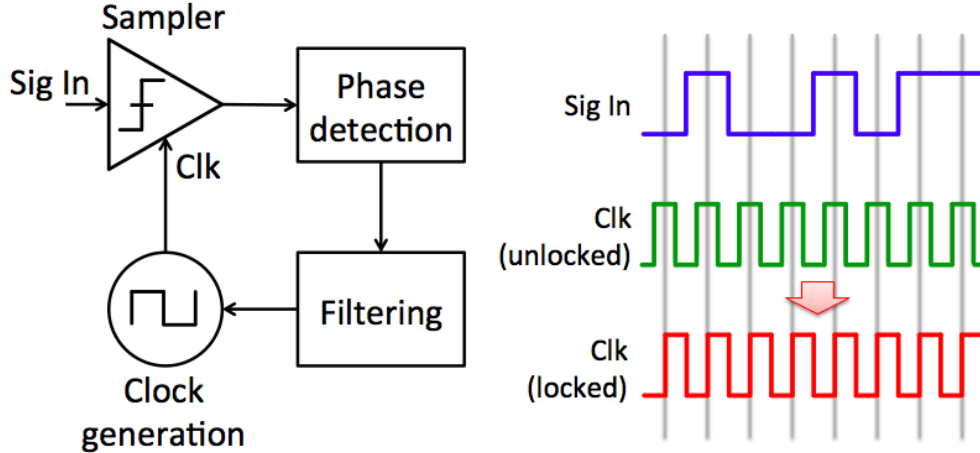 Sampler
Sig In
Clk
Phase
detection
Filtering
Clock
generation
Sig In
Clk
(unlocked)
Clk
(locked)